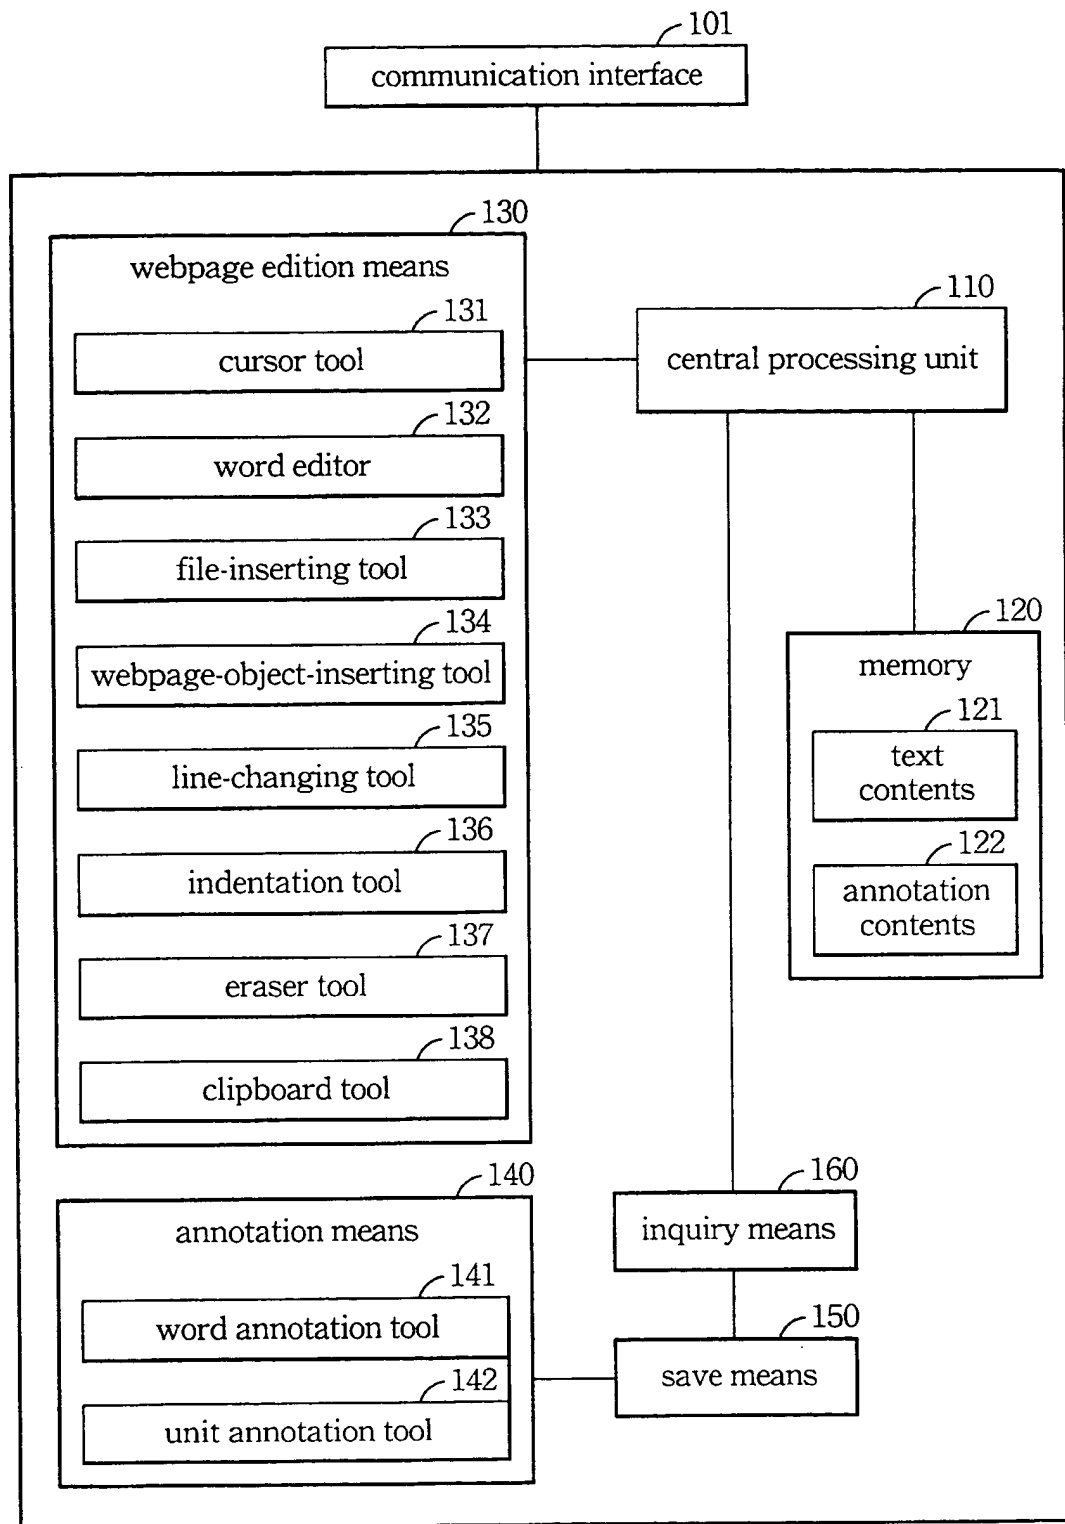 101
communication interface
130
webpage edition means
131
cursor tool
132
word editor
133
file-inserting tool
134
webpage-object-inserting tool
135
line-changing tool
136
indentation tool
137
eraser tool
138
clipboard tool
110
central processing unit
120
memory
121
text
contents
122
annotation
contents
140
annotation means
141
word annotation tool
142
unit annotation tool
160
inquiry means
150
save means